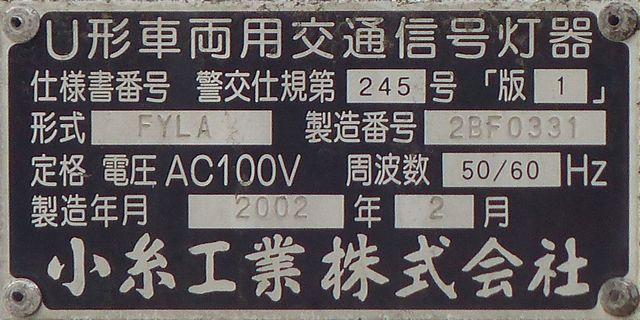 U形車両用交通信号灯器
仕様書番号 警交仕規第 245 号 「版 1 」
形式 FYLA 製造番号 2BF0331
定格 電圧 AC100V 周波数 50/60 Hz
製造年月 2002 年 2 月
小糸工業株式会社